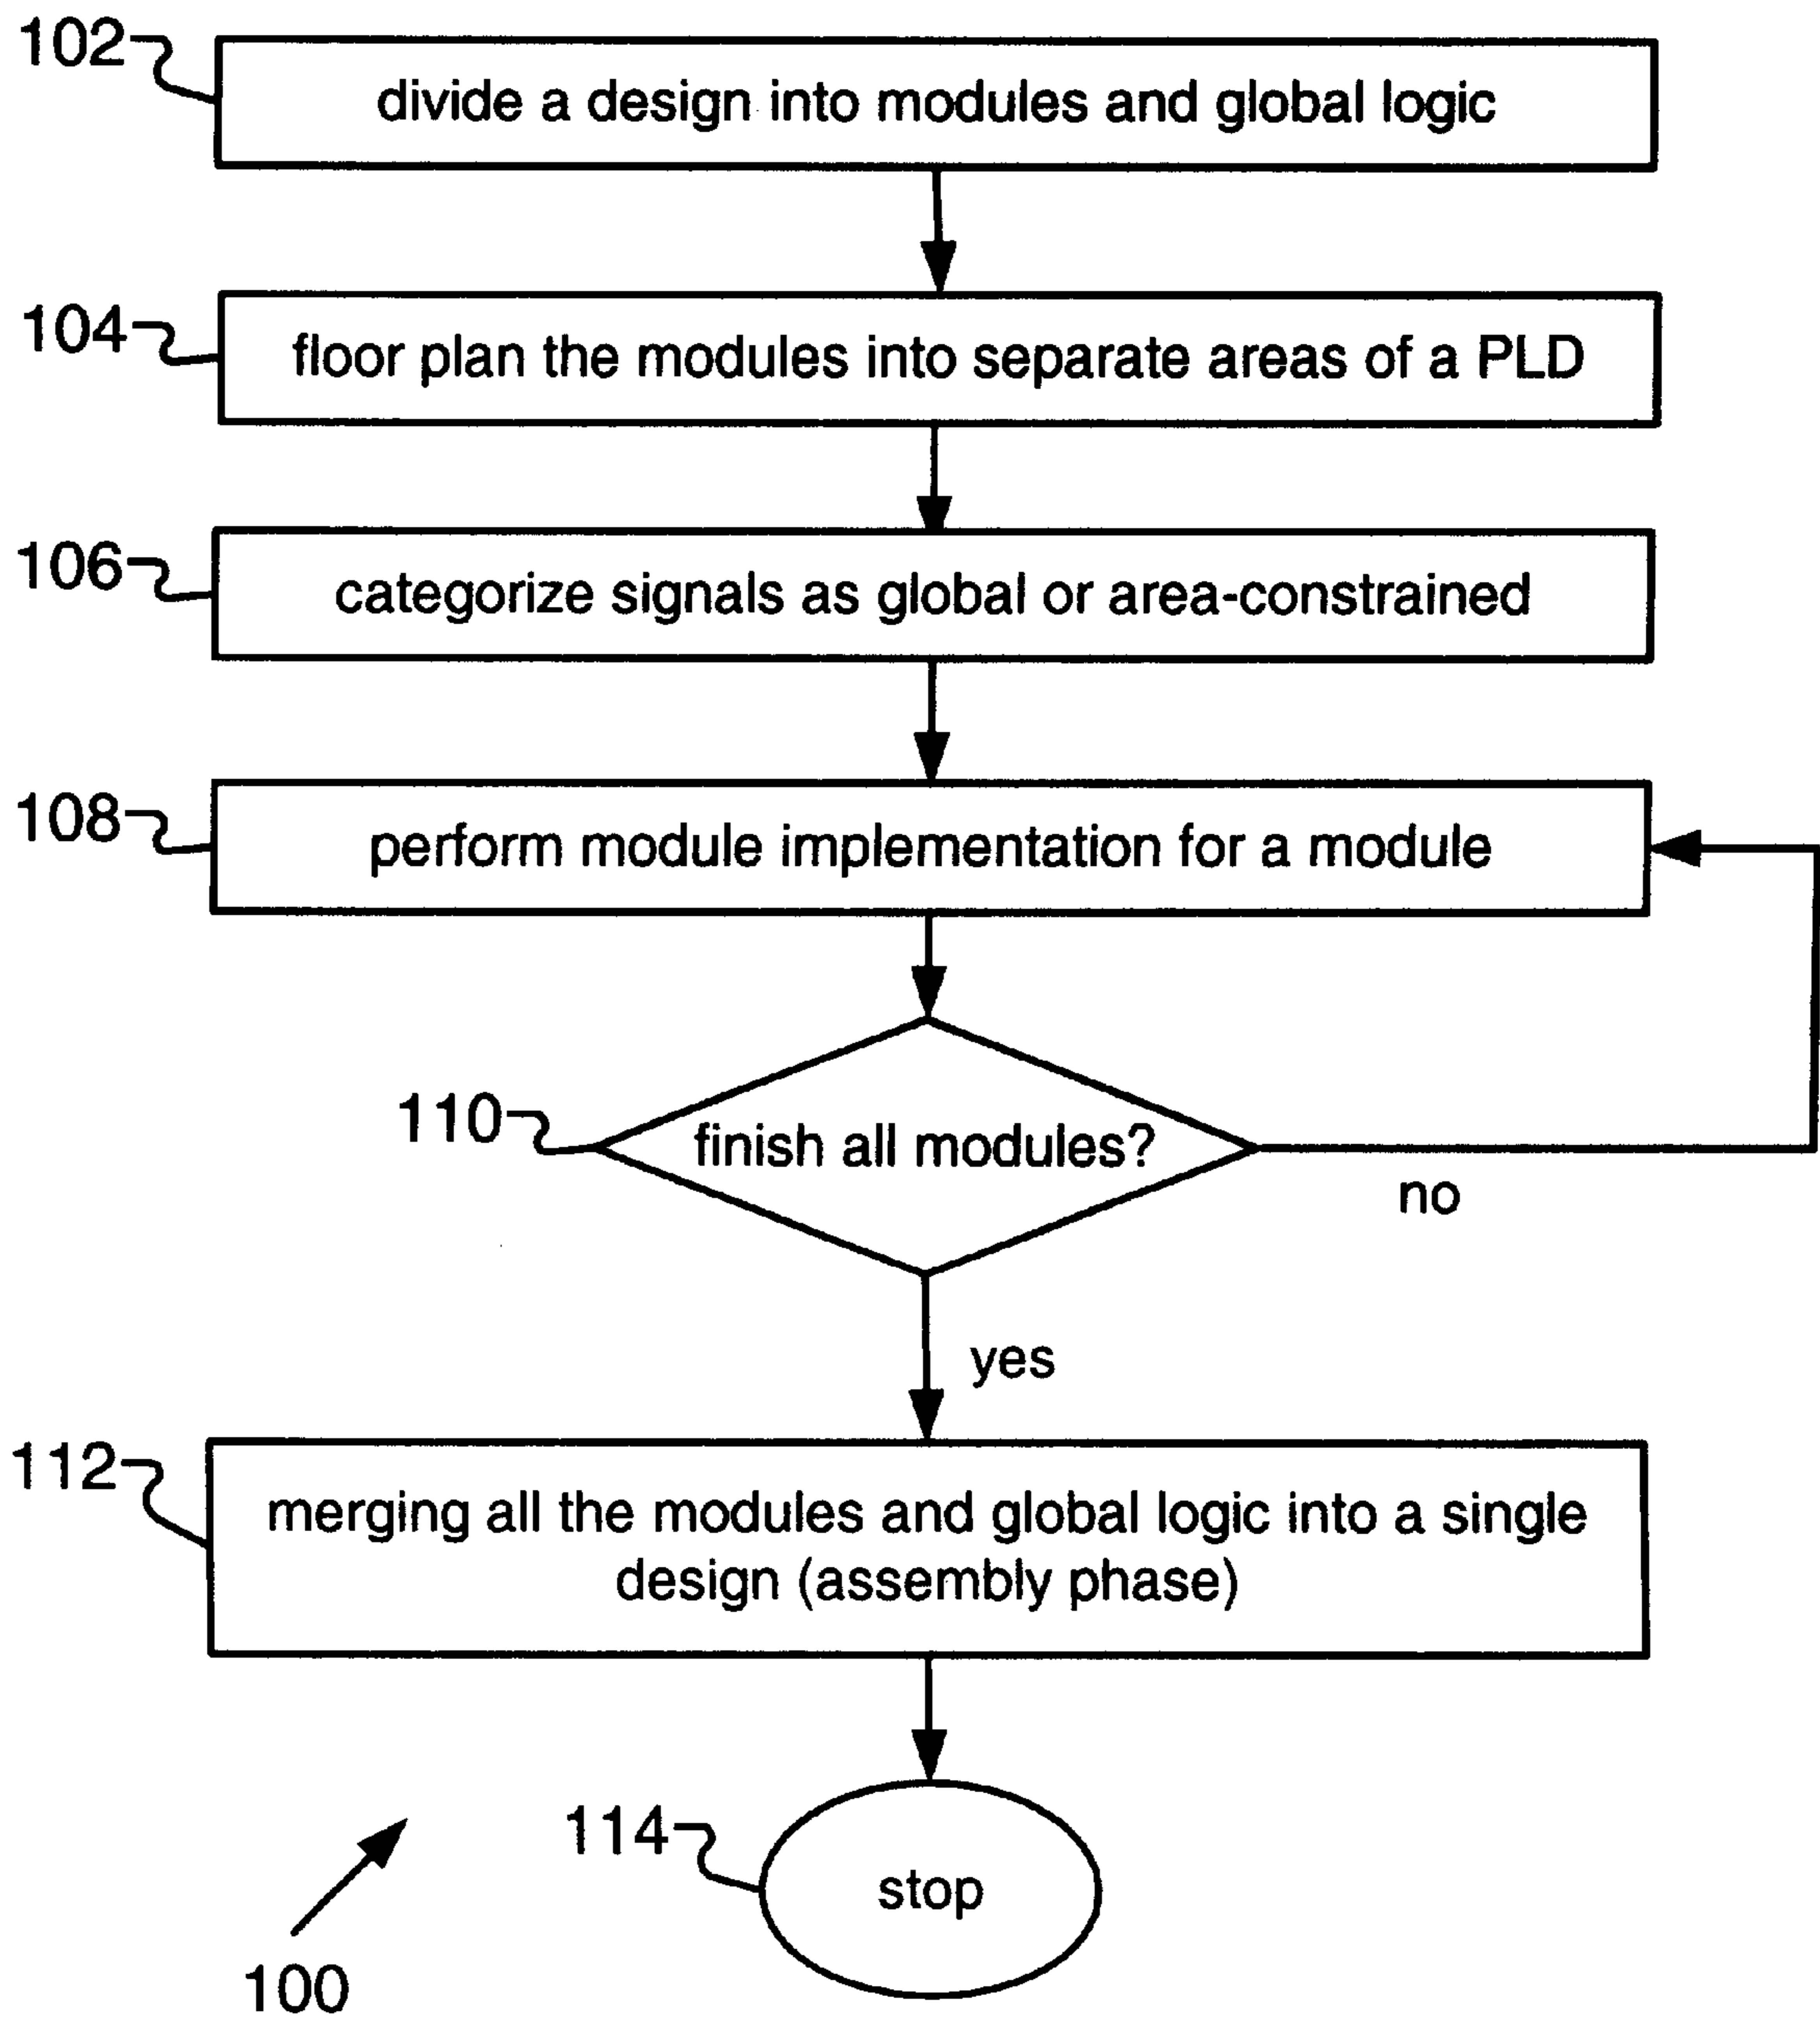 102
divide a design into modules and global logic
104
floor plan the modules into separate areas of a PLD
106
categorize signals as global or area-constrained
108
perform module implementation for a module
110
finish all modules?
no
yes
112
merging all the modules and global logic into a single
design (assembly phase)
114
stop
100